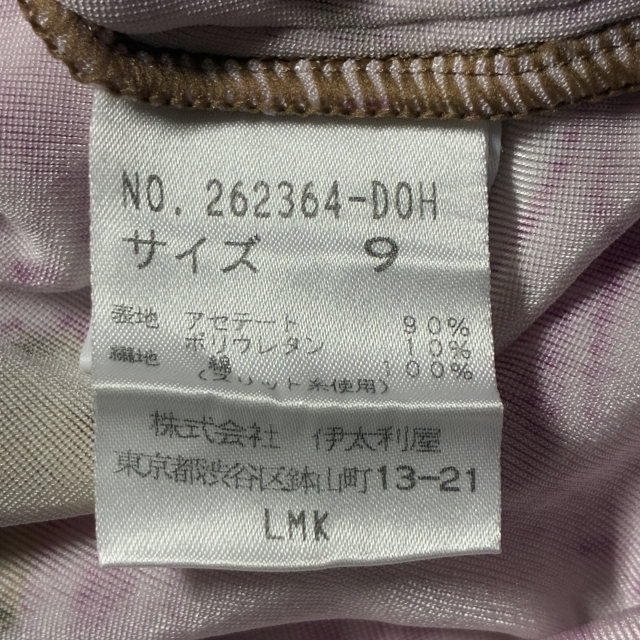 NO. 262364-DOH
サイズ 9
表地 アセテート 90%
ポリウレタン 10%
綿 100%
株式会社 伊太利屋
東京都渋谷区鉢山町13-21
LMK